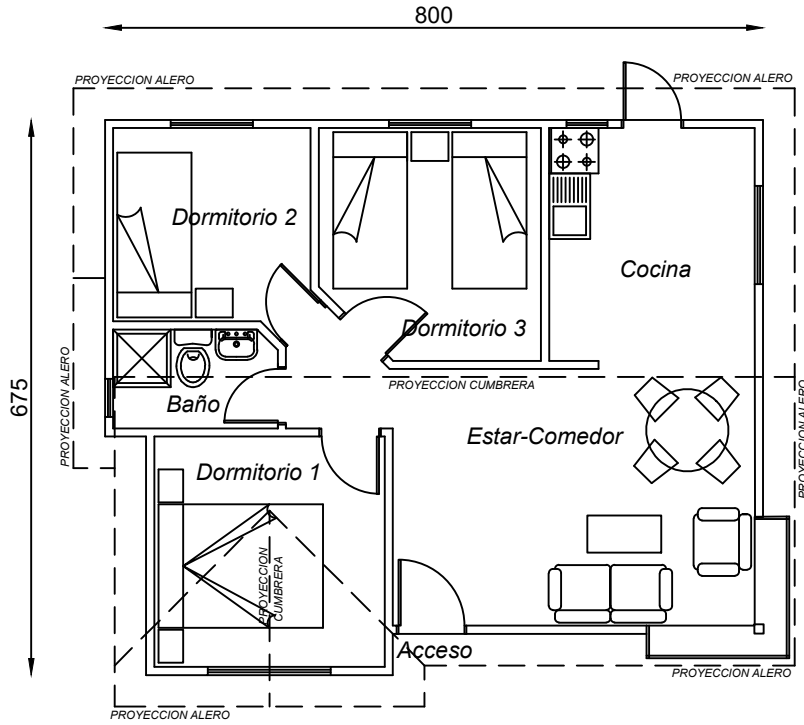 800
PROYECCION ALERO
PROYECCION ALERO
675
Dormitorio 2
Cocina
Dormitorio 3
PROYECCION ALERO
PROYECCION CUMBRERA
PROYECCION ALERO
Baño
Estar-Comedor
Dormitorio 1
PROYECCION
CUMBRERA
Acceso
PROYECCION ALERO
PROYECCION ALERO